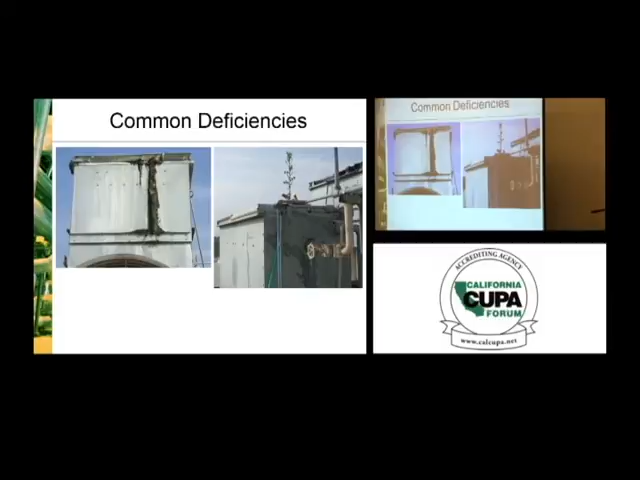 Common Deficiencies
Common Deficiencies
ACCREDITING AGENCY
CALIFORNIA
CUPA
FORUM
www.calcupa.net